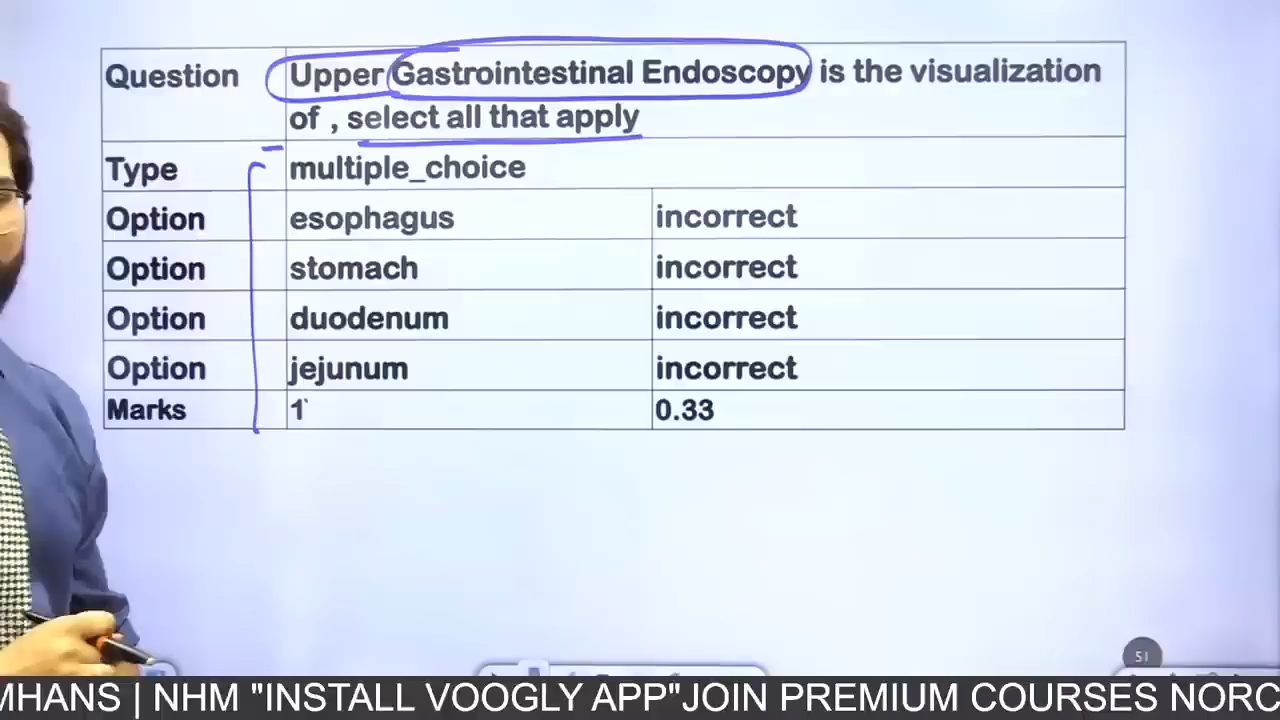 Question Upper Gastrointestinal Endoscopy is the visualization
of , select all that apply
Type multiple_choice
Option esophagus incorrect
Option stomach incorrect
Option duodenum incorrect
Option jejunum incorrect
Marks 1 0.33
51
MHANS | NHM "INSTALL VOOGLY APP"JOIN PREMIUM COURSES NORC